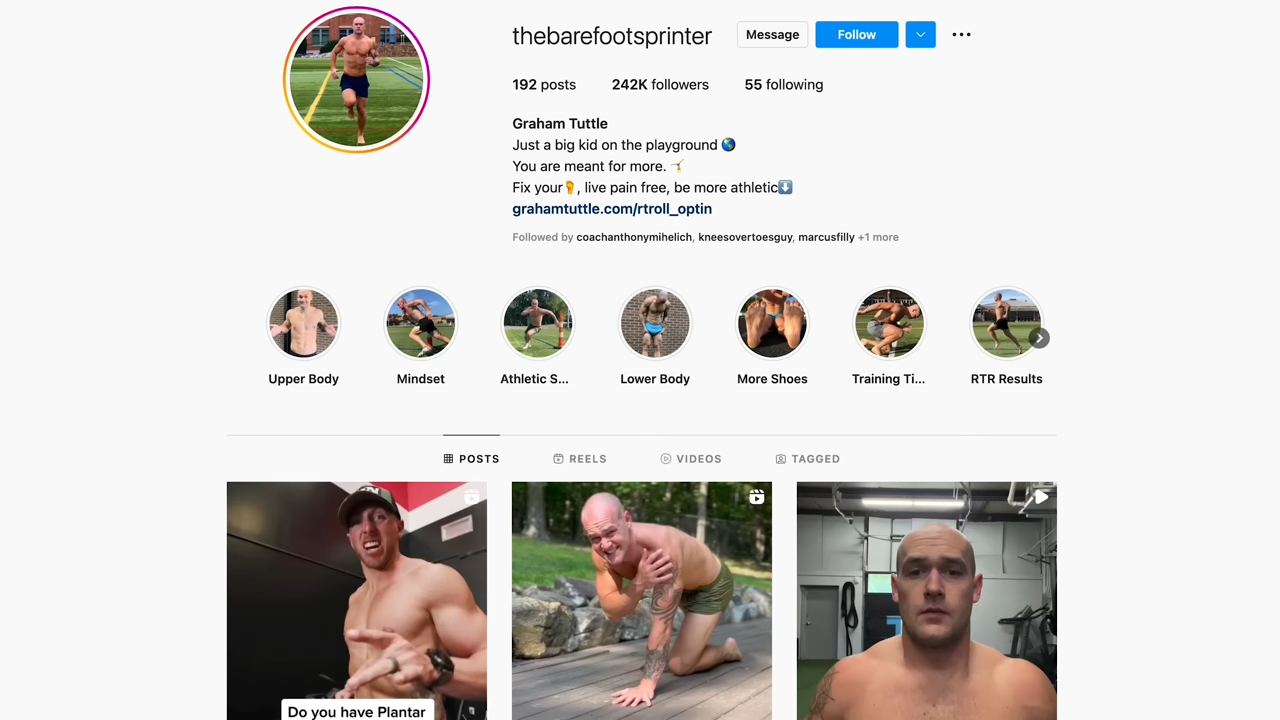 thebarefootsprinter
Message
Follow
192 posts
242K followers
55 following
Graham Tuttle
Just a big kid on the playground 🌎
You are meant for more. 🤸
Fix your🦶, live pain free, be more athletic⬇️
grahamtuttle.com/rtroll_optin
Followed by coachanthonymihelich, kneesovertoesguy, marcusfilly +1 more
Upper Body
Mindset
Athletic S...
Lower Body
More Shoes
Training Ti...
RTR Results
POSTS
REELS
VIDEOS
TAGGED
Do you have Plantar